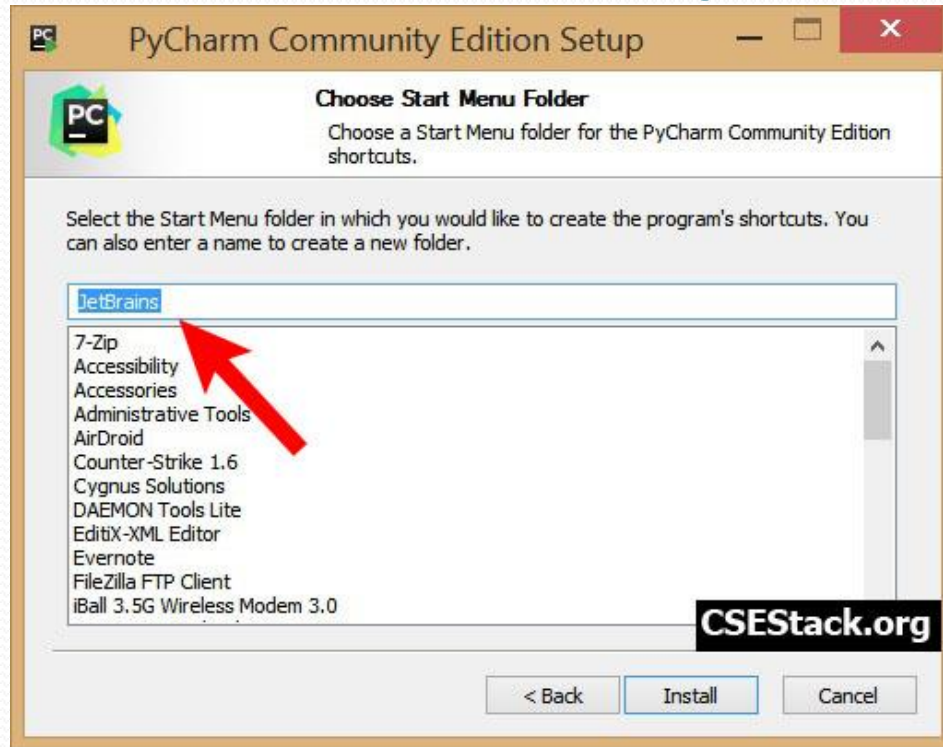 PC PyCharm Community Edition Setup
PC
Choose Start Menu Folder
Choose a Start Menu folder for the PyCharm Community Edition
shortcuts.
Select the Start Menu folder in which you would like to create the program's shortcuts. You
can also enter a name to create a new folder.
JetBrains
7-Zip
Accessibility
Accessories
Administrative Tools
AirDroid
Counter-Strike 1.6
Cygnus Solutions
DAEMON Tools Lite
EditiX-XML Editor
Evernote
FileZilla FTP Client
iBall 3.5G Wireless Modem 3.0
CSEStack.org
< Back
Install
Cancel